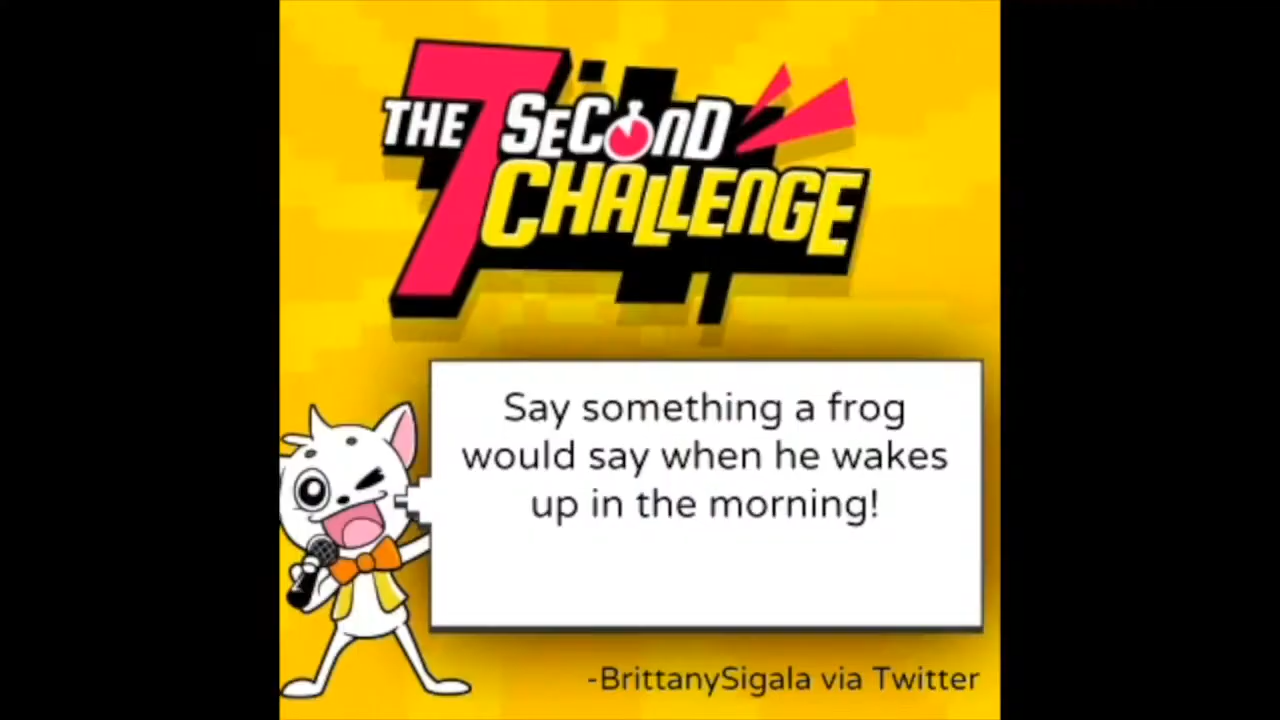 THE 7 SECOND
CHALLENGE
Say something a frog
would say when he wakes
up in the morning!
-BrittanySigala via Twitter